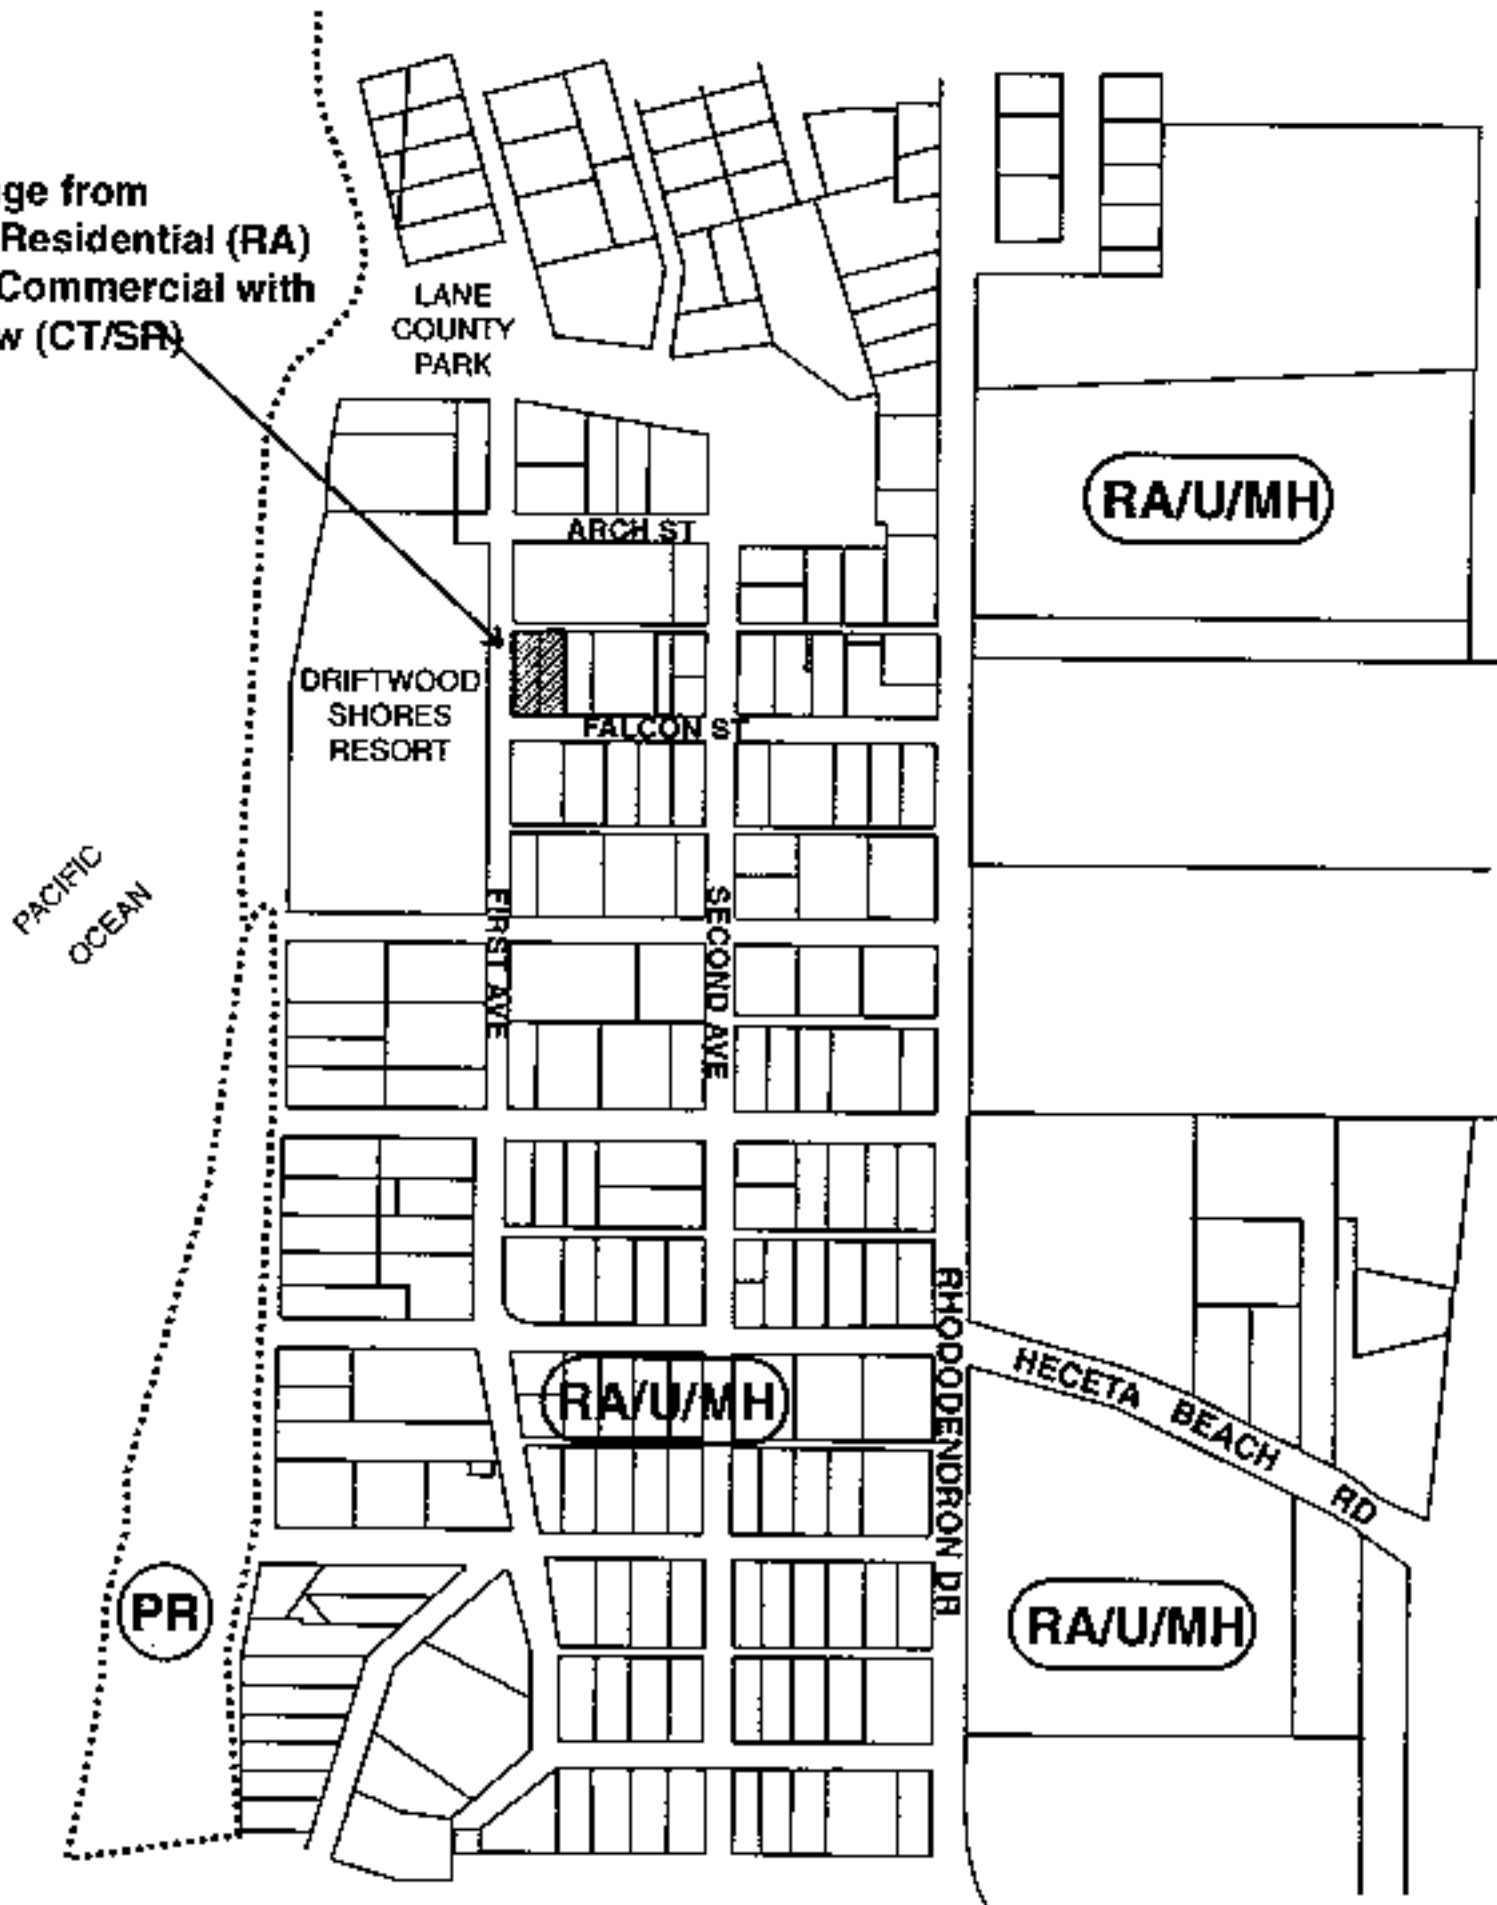 ge from
Residential (RA)
Commercial with
w (CT/SR)
LANE
COUNTY
PARK
RA/U/MH
ARCH ST
DRIFTWOOD
SHORES
RESORT
FALCON ST
PACIFIC
OCEAN
FIRST AVE
SECOND AVE
RHODODENDRON DR
HECETA BEACH RD
RA/U/MH
PR
RA/U/MH